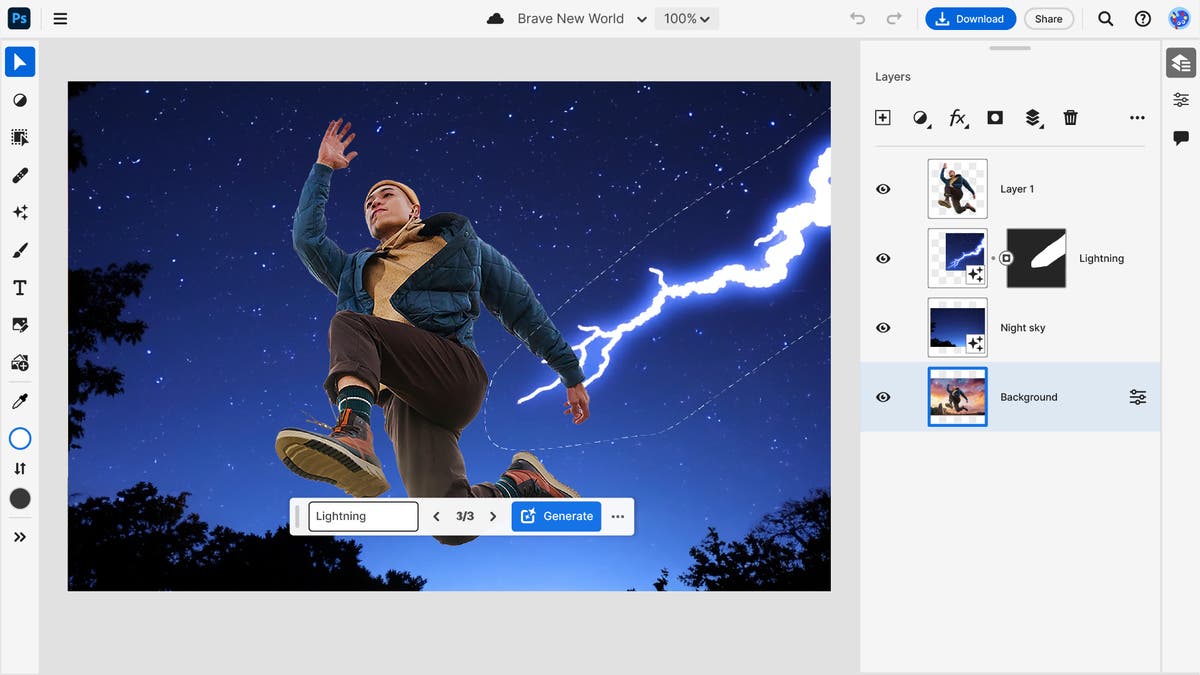 Ps
Brave New World
100%
Download
Share
Layers
Layer 1
Lightning
Night sky
Background
Lightning
3/3
Generate
T